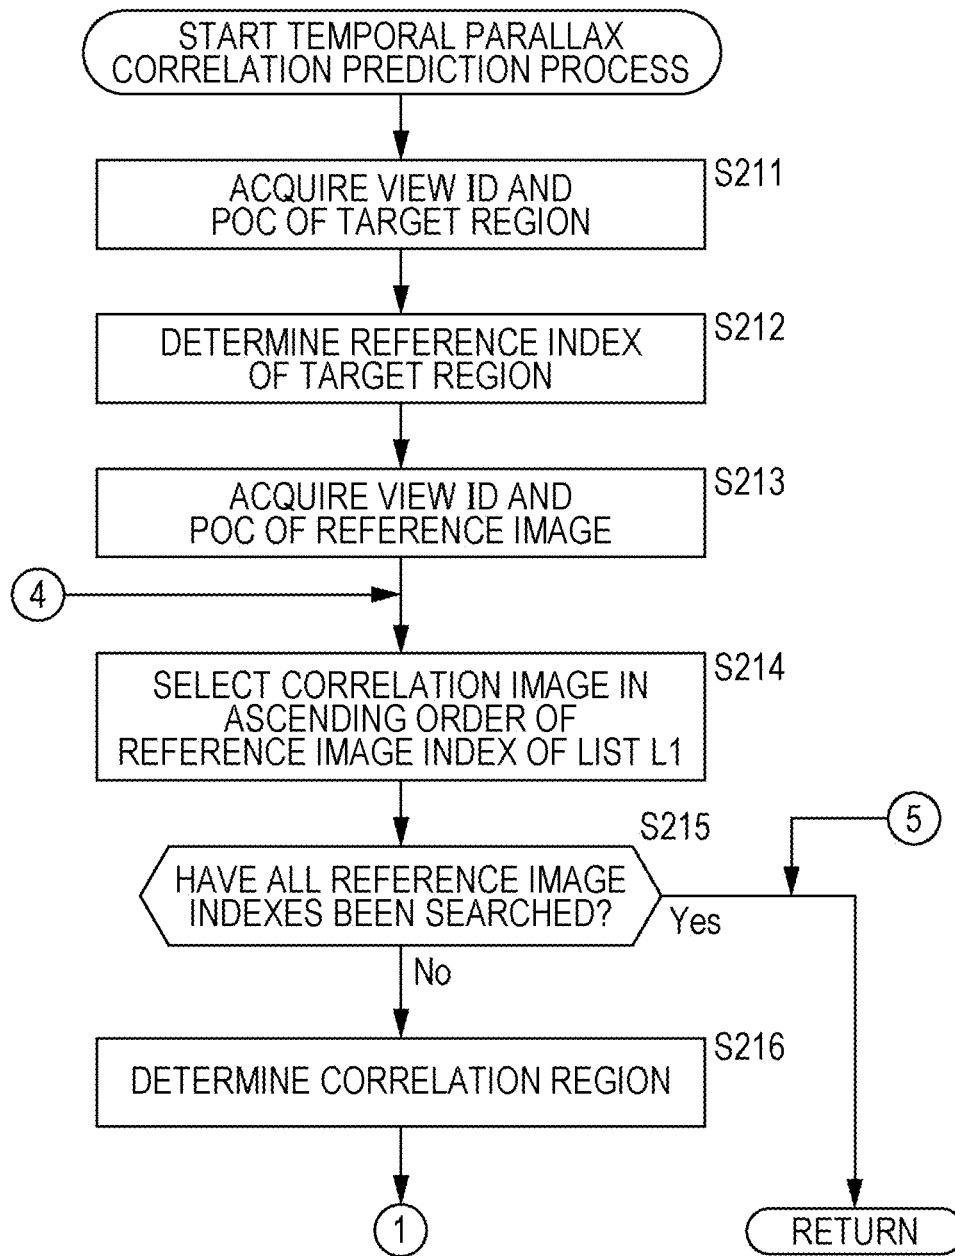 START TEMPORAL PARALLAX
CORRELATION PREDICTION PROCESS
S211
ACQUIRE VIEW ID AND
POC OF TARGET REGION
S212
DETERMINE REFERENCE INDEX
OF TARGET REGION
S213
ACQUIRE VIEW ID AND
POC OF REFERENCE IMAGE
4
S214
SELECT CORRELATION IMAGE IN
ASCENDING ORDER OF
REFERENCE IMAGE INDEX OF LIST L1
S215
5
HAVE ALL REFERENCE IMAGE
INDEXES BEEN SEARCHED?
Yes
No
S216
DETERMINE CORRELATION REGION
1
RETURN